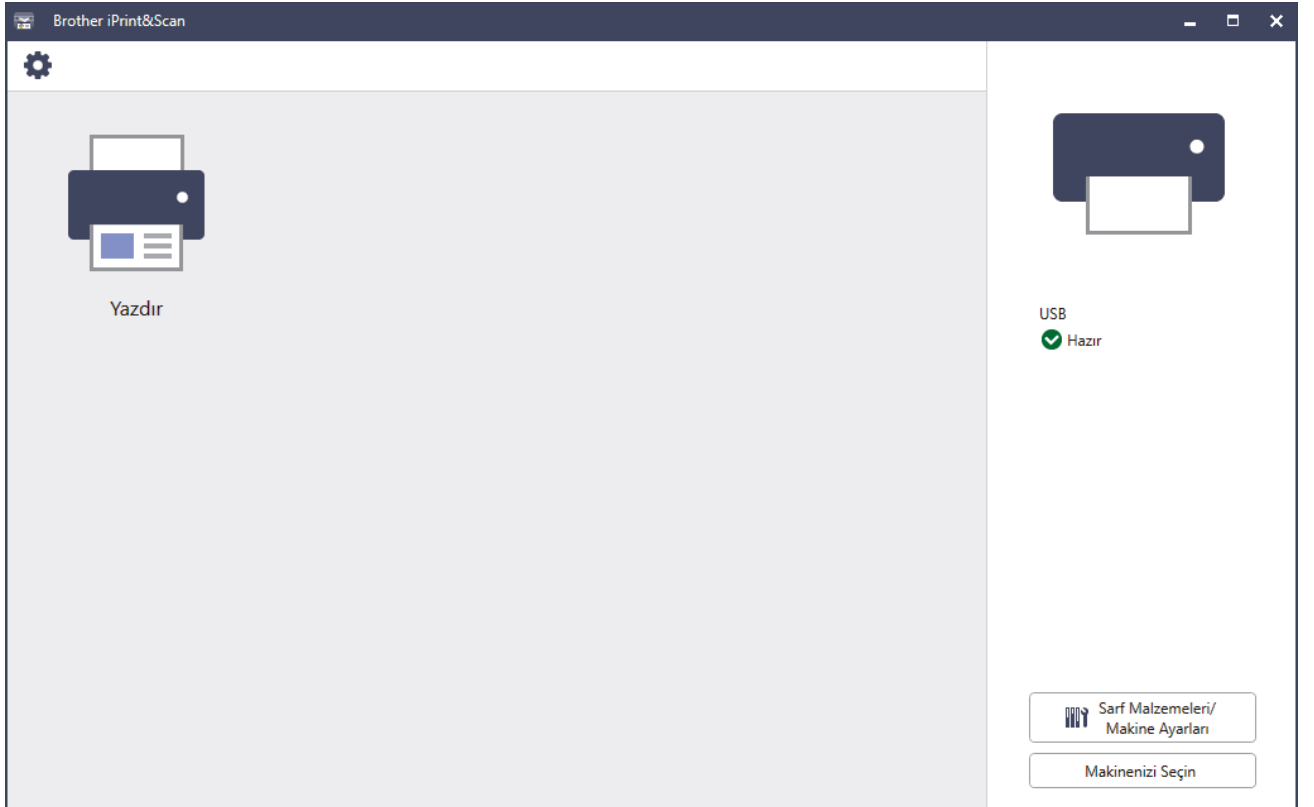 Brother iPrint&Scan
Yazdır
USB
Hazır
Sarf Malzemeleri/
Makine Ayarları
Makinenizi Seçin